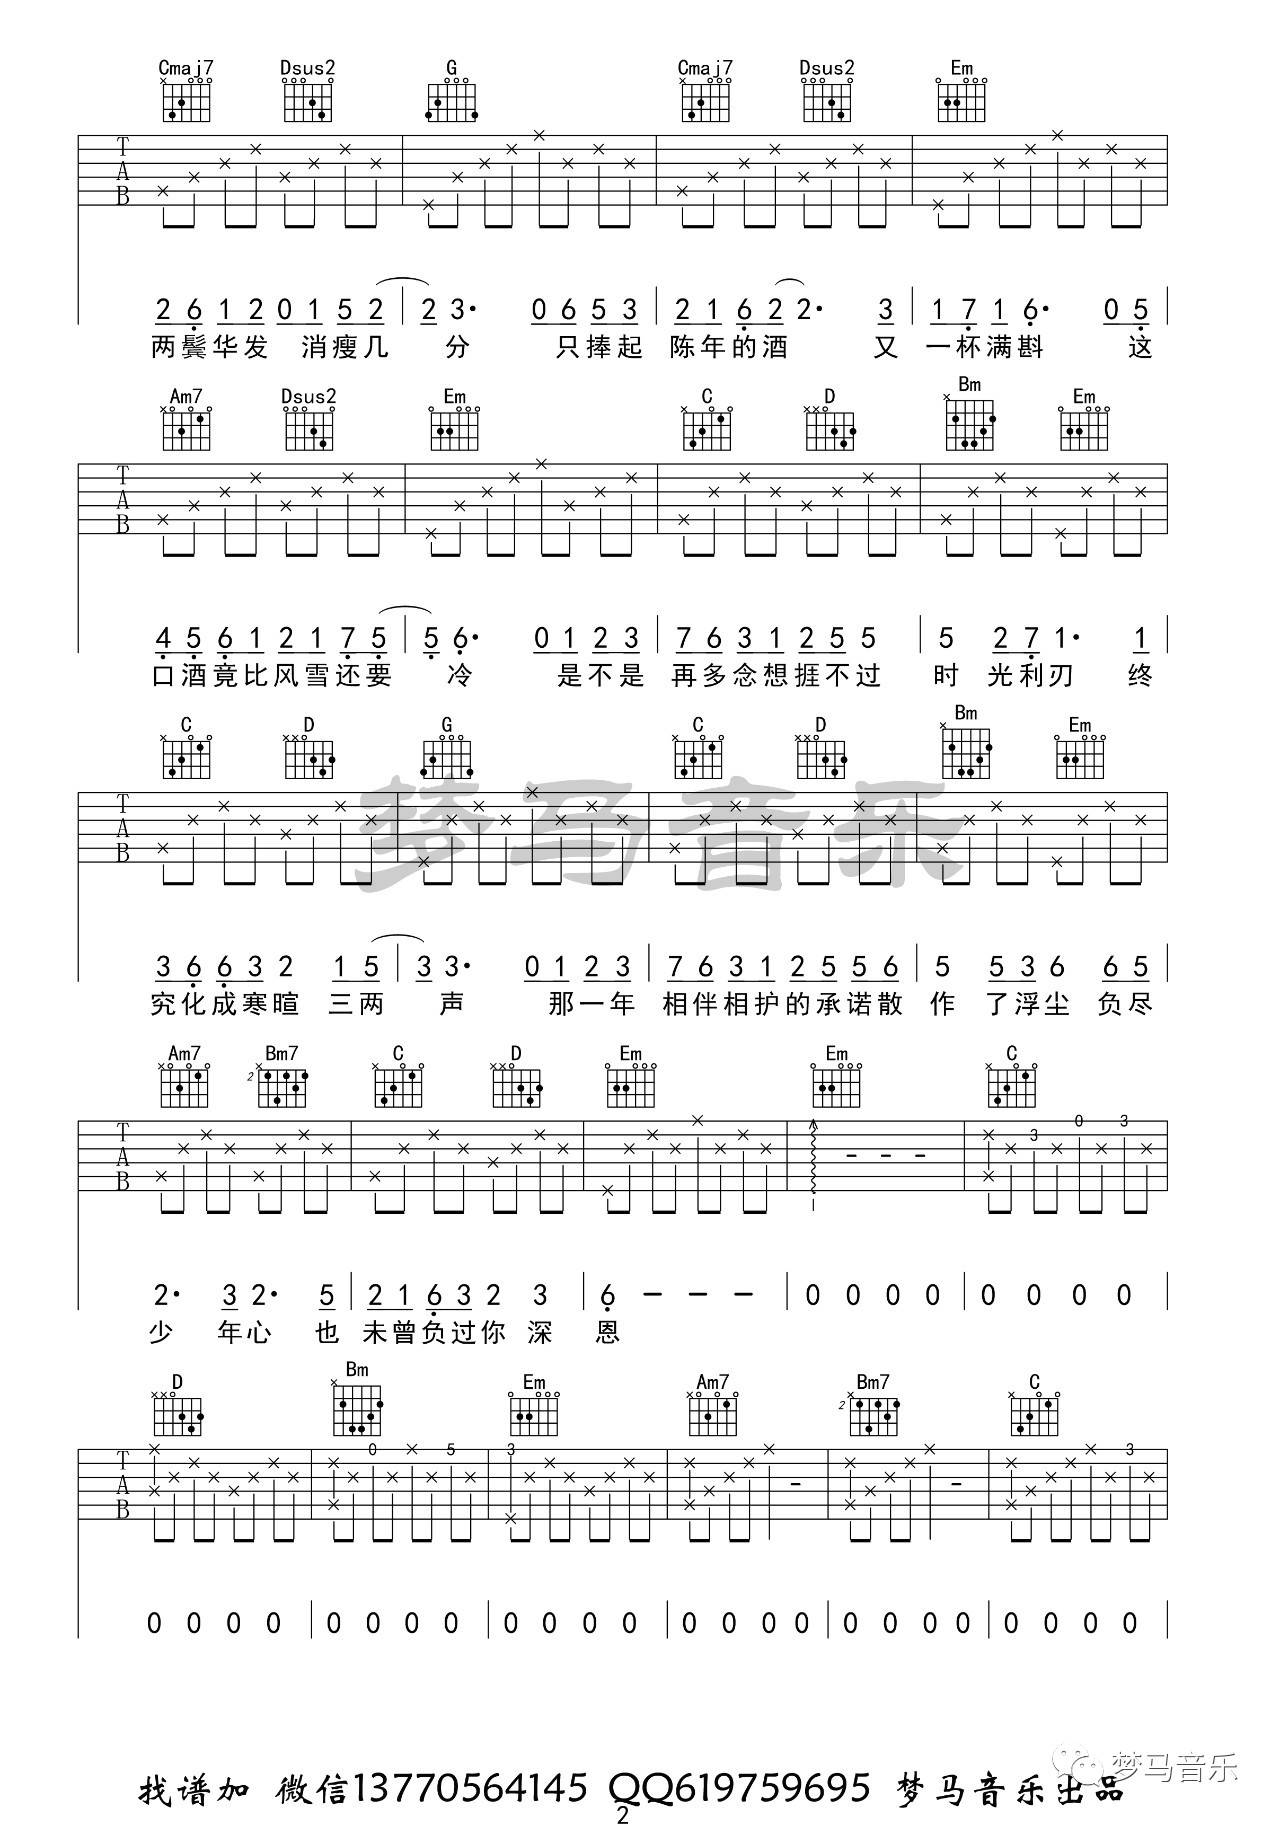 Cmaj7 Dsus2 G Cmaj7 Dsus2 Em
T
A
B
2 6 1 2 0 1 5 2 2 3· 0 6 5 3 2 1 6 2 2· 3 1 7 1 6· 0 5
两鬓华发 消瘦几 分 只捧起 陈年的酒 又 一杯满斟 这
Am7 Dsus2 Em C D Bm Em
T
A
B
4 5 6 1 2 1 7 5 5 6· 0 1 2 3 7 6 3 1 2 5 5 5 2 7 1· 1
口酒竟比风雪还要 冷 是不是 再多念想捱不过 时 光利刃 终
C D G C D Bm Em
T
A
B
梦马音乐
3 6 6 3 2 1 5 3 3· 0 1 2 3 7 6 3 1 2 5 5 6 5 5 3 6 6 5
究化成寒暄 三两 声 那一年 相伴相护的承诺散 作 了浮尘 负尽
Am7 Bm7 C D Em Em C
2
T
A
B
3 0 3
2· 3 2· 5 2 1 6 3 2 3 6 – – – 0 0 0 0 0 0 0 0
少 年心 也 未曾负过你 深 恩
D Bm Em Am7 Bm7 C
2
T
A
B
0 5 3 3
0 0 0 0 0 0 0 0 0 0 0 0 0 0 0 0 0 0 0 0 0 0 0 0
梦马音乐
找谱加 微信13770564145 QQ619759695 梦马音乐出品
2